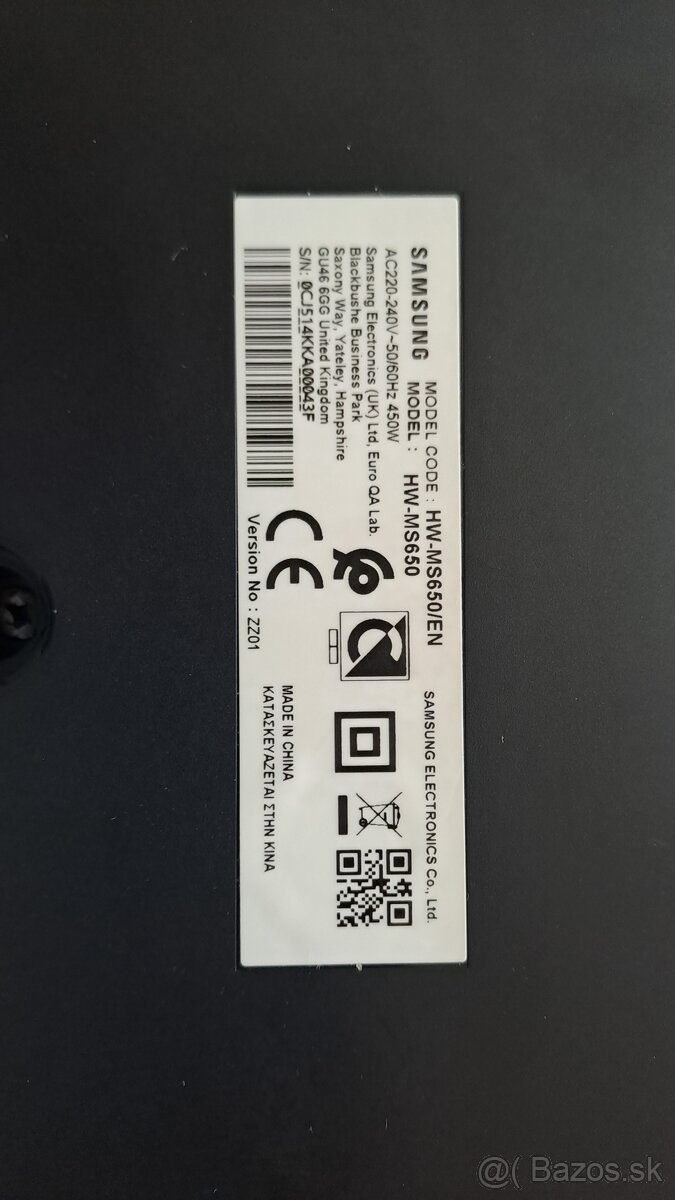 SAMSUNG
MODEL CODE : HW-MS650/EN
MODEL : HW-MS650
SAMSUNG ELECTRONICS Co., Ltd.
AC220-240V~50/60Hz 450W
Samsung Electronics (UK) Ltd, Euro QA Lab.
Blackbushe Business Park
Saxony Way, Yateley, Hampshire
GU46 6GG United Kingdom
S/N: 0CJ514KKA00043F
CE
Version No : ZZ01
MADE IN CHINA
ΚΑΤΑΣΚΕΥΑΖΕΤΑΙ ΣΤΗΝ ΚΙΝΑ
@( Bazos.sk